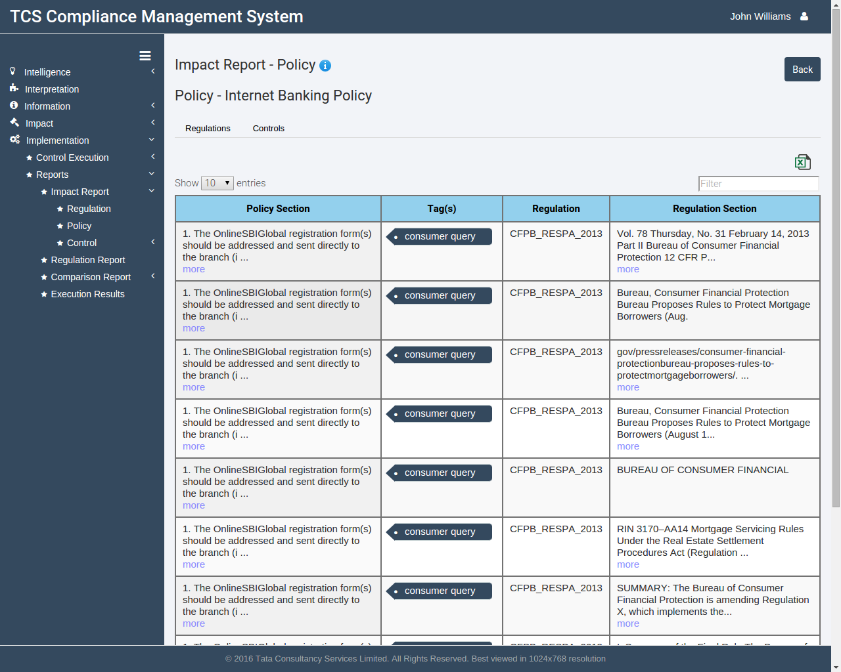 TCS Compliance Management System
John Williams
Intelligence
Interpretation
Information
Impact
Implementation
Control Execution
Reports
Impact Report
Regulation
Policy
Control
Regulation Report
Comparison Report
Execution Results
Impact Report - Policy
Back
Policy - Internet Banking Policy
Regulations Controls
Show 10 entries
Filter
Policy Section Tag(s) Regulation Regulation Section
1. The OnlineSBIGlobal registration form(s)
should be addressed and sent directly to
the branch (i ...
more
consumer query
CFPB_RESPA_2013
Vol. 78 Thursday, No. 31 February 14, 2013
Part II Bureau of Consumer Financial
Protection 12 CFR P...
more
1. The OnlineSBIGlobal registration form(s)
should be addressed and sent directly to
the branch (i ...
more
consumer query
CFPB_RESPA_2013
Bureau, Consumer Financial Protection
Bureau Proposes Rules to Protect Mortgage
Borrowers (Aug.
1. The OnlineSBIGlobal registration form(s)
should be addressed and sent directly to
the branch (i ...
more
consumer query
CFPB_RESPA_2013
gov/pressreleases/consumer-financial-
protectionbureau-proposes-rules-to-
protectmortgageborrowers/. ...
more
1. The OnlineSBIGlobal registration form(s)
should be addressed and sent directly to
the branch (i ...
more
consumer query
CFPB_RESPA_2013
Bureau, Consumer Financial Protection
Bureau Proposes Rules to Protect Mortgage
Borrowers (August 1...
more
1. The OnlineSBIGlobal registration form(s)
should be addressed and sent directly to
the branch (i ...
more
consumer query
CFPB_RESPA_2013
BUREAU OF CONSUMER FINANCIAL
1. The OnlineSBIGlobal registration form(s)
should be addressed and sent directly to
the branch (i ...
more
consumer query
CFPB_RESPA_2013
RIN 3170–AA14 Mortgage Servicing Rules
Under the Real Estate Settlement
Procedures Act (Regulation ...
more
1. The OnlineSBIGlobal registration form(s)
should be addressed and sent directly to
the branch (i ...
more
consumer query
CFPB_RESPA_2013
SUMMARY: The Bureau of Consumer
Financial Protection is amending Regulation
X, which implements the...
more
© 2016 Tata Consultancy Services Limited. All Rights Reserved. Best viewed in 1024x768 resolution